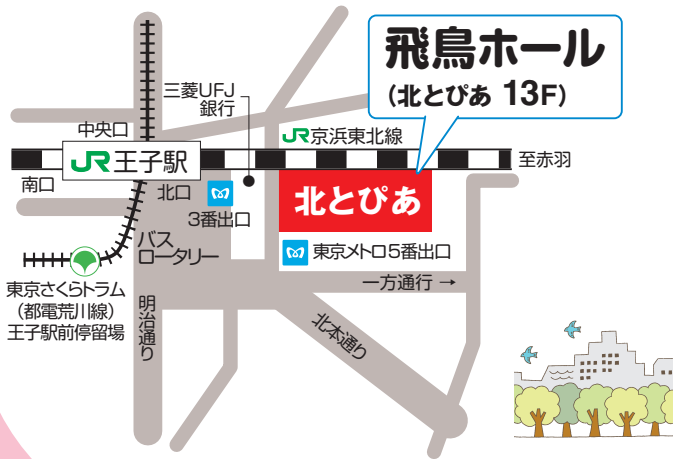 飛鳥ホール
(北とぴあ 13F)
三菱UFJ
銀行
中央口
JR京浜東北線
JR王子駅
至赤羽
南口
北口
3番出口
北とぴあ
バス
ロータリー
東京メトロ5番出口
一方通行 →
東京さくらトラム
(都電荒川線)
王子駅前停留場
明治通り
北本通り